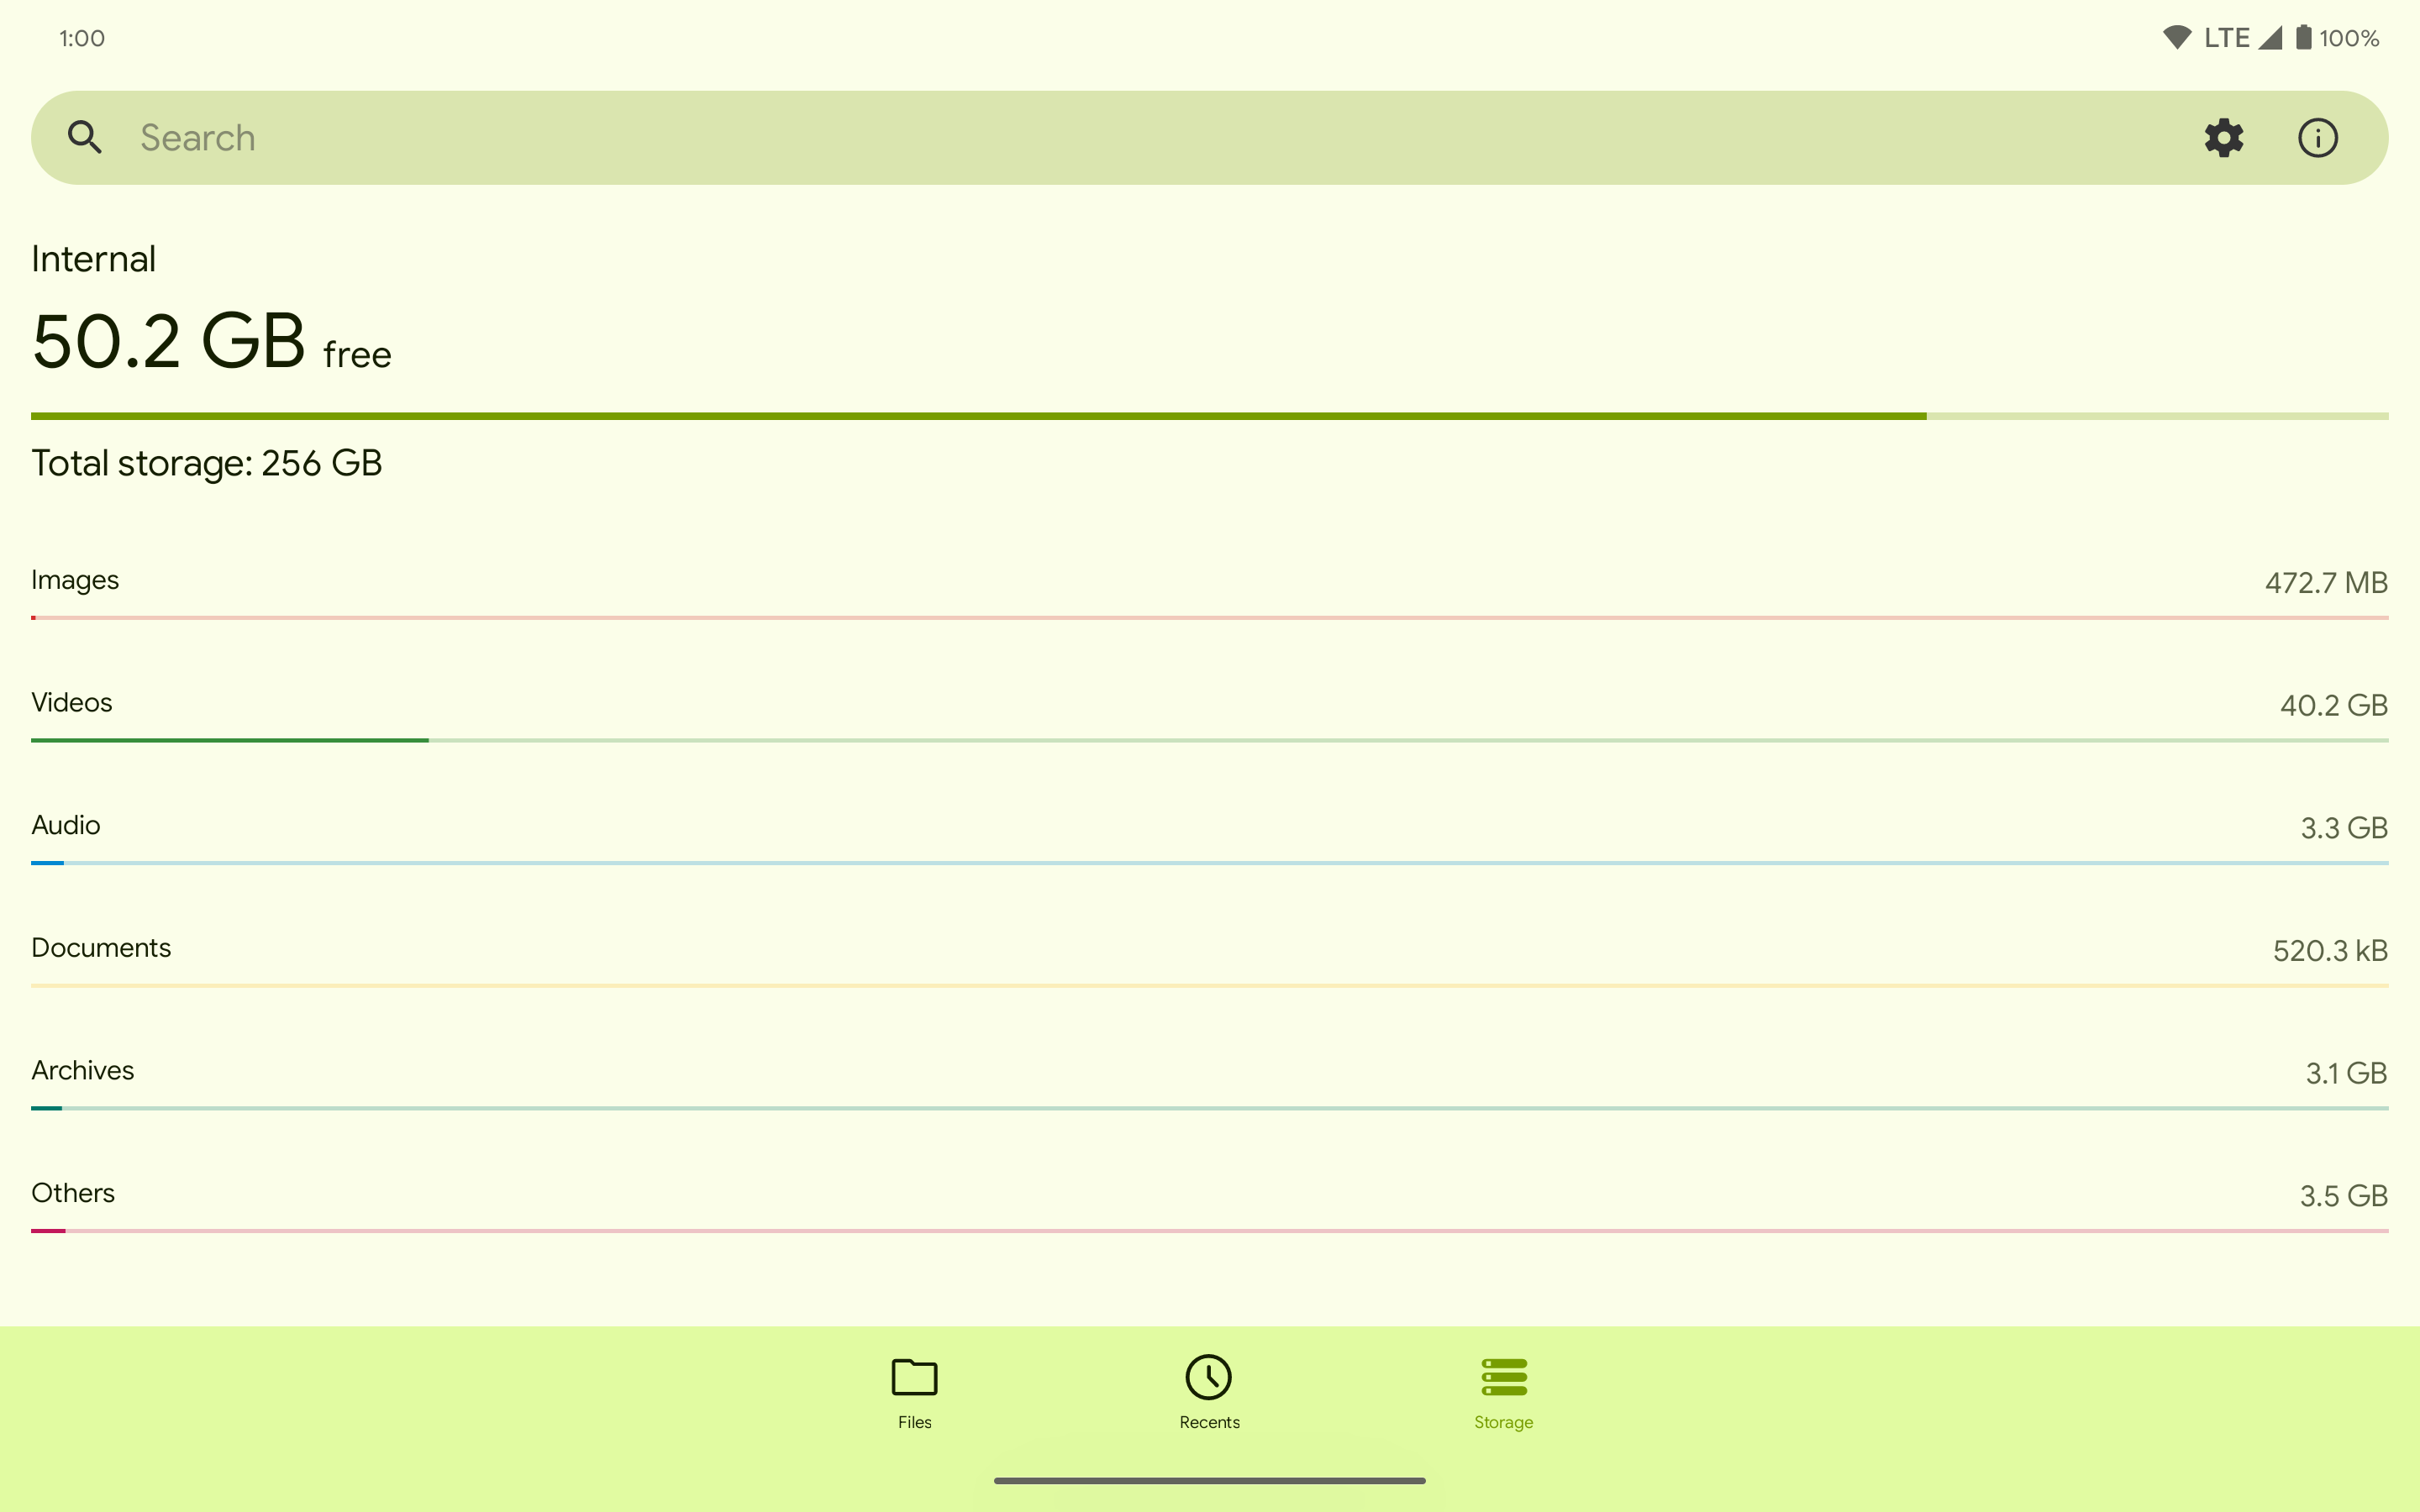 1:00
LTE 100%
Search
Internal
50.2 GB free
Total storage: 256 GB
Images 472.7 MB
Videos 40.2 GB
Audio 3.3 GB
Documents 520.3 kB
Archives 3.1 GB
Others 3.5 GB
Files Recents Storage